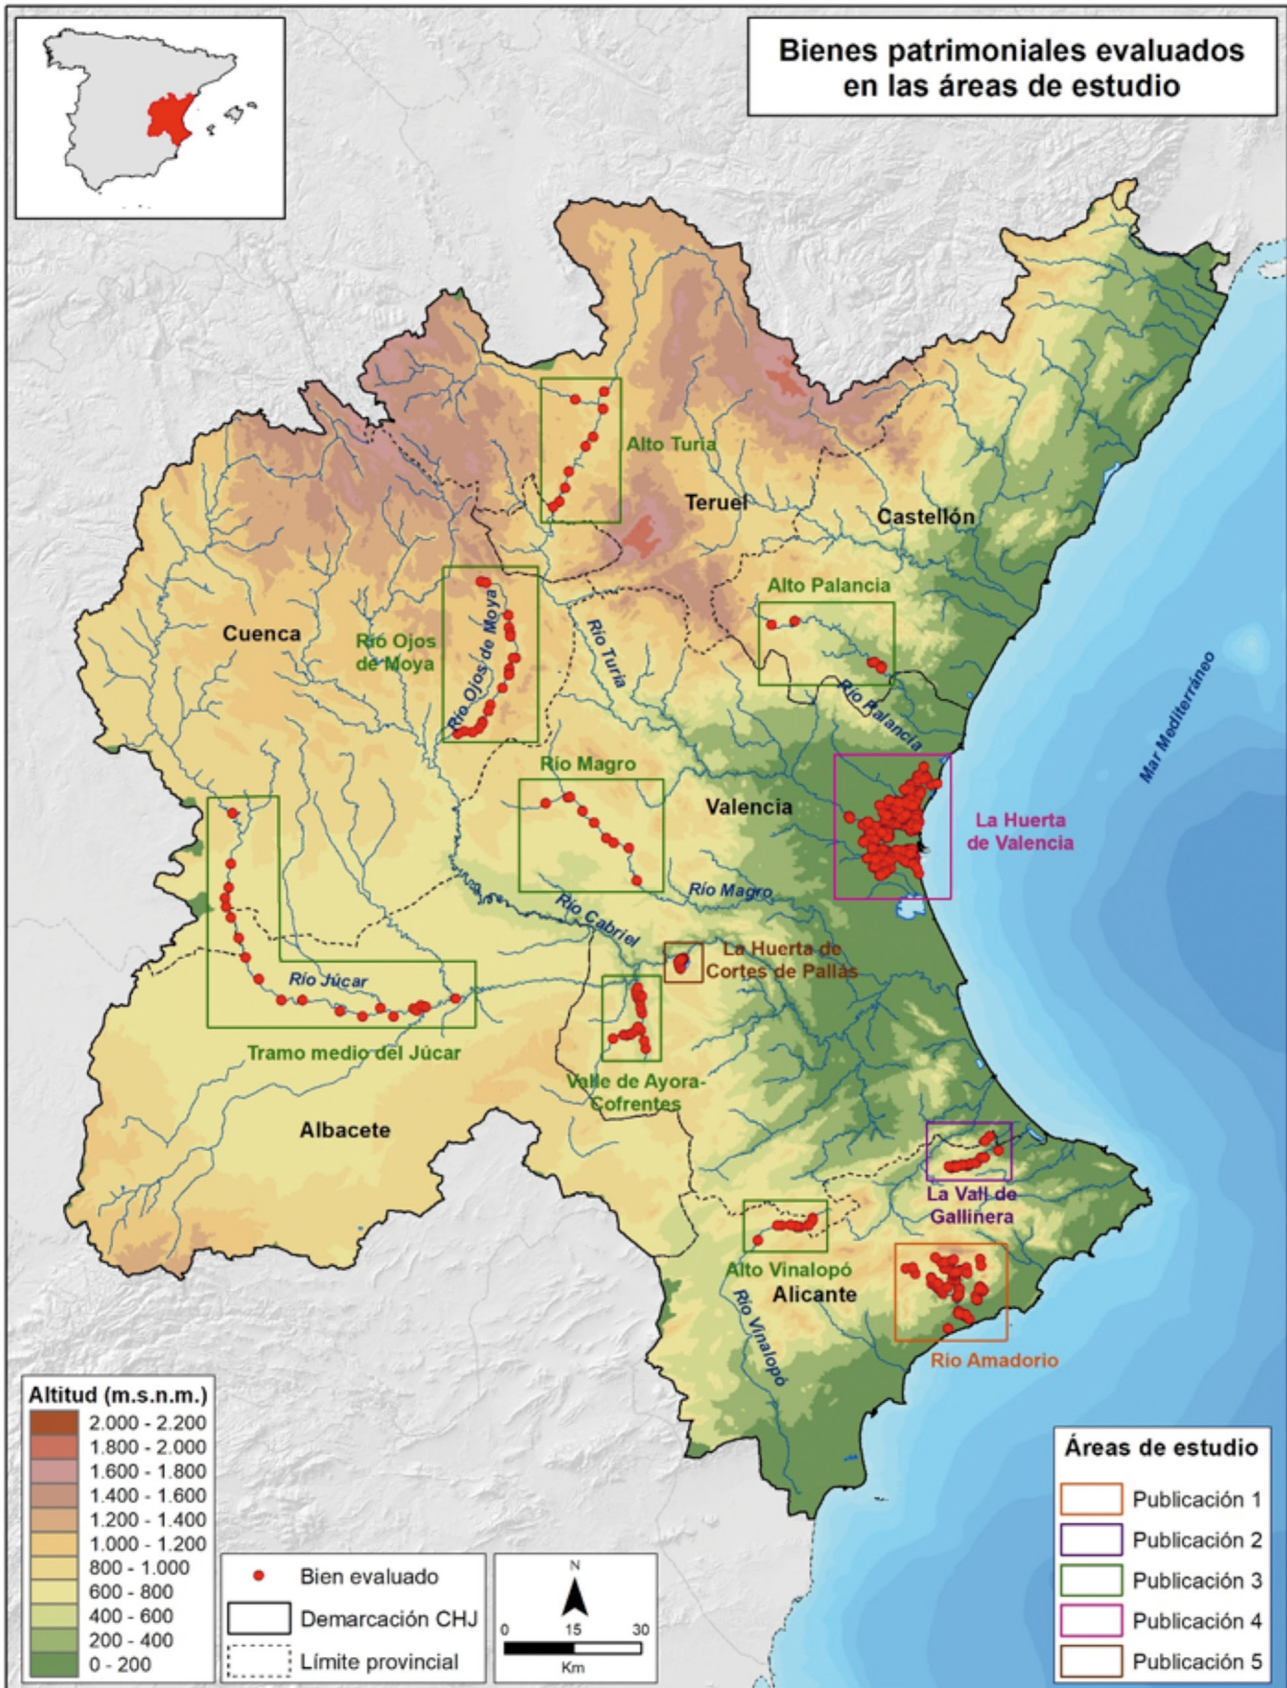 Bienes patrimoniales evaluados
en las áreas de estudio
Alto Turia
Teruel
Castellón
Alto Palancia
Cuenca
Río Ojos
de Moya
Río Ojos de Moya
Río Turia
Río Palancia
Mar Mediterráneo
Río Magro
Valencia
La Huerta
de Valencia
Río Magro
Río Cabriel
La Huerta de
Cortes de Pallás
Río Júcar
Tramo medio del Júcar
Valle de Ayora-
Cofrentes
Albacete
La Vall de
Gallinera
Alto Vinalopó
Alicante
Río Vinalopó
Río Amadorio
Altitud (m.s.n.m.)
2.000 - 2.200
1.800 - 2.000
1.600 - 1.800
1.400 - 1.600
1.200 - 1.400
1.000 - 1.200
800 - 1.000
600 - 800
400 - 600
200 - 400
0 - 200
Bien evaluado
Demarcación CHJ
Límite provincial
N
0 15 30
Km
Áreas de estudio
Publicación 1
Publicación 2
Publicación 3
Publicación 4
Publicación 5